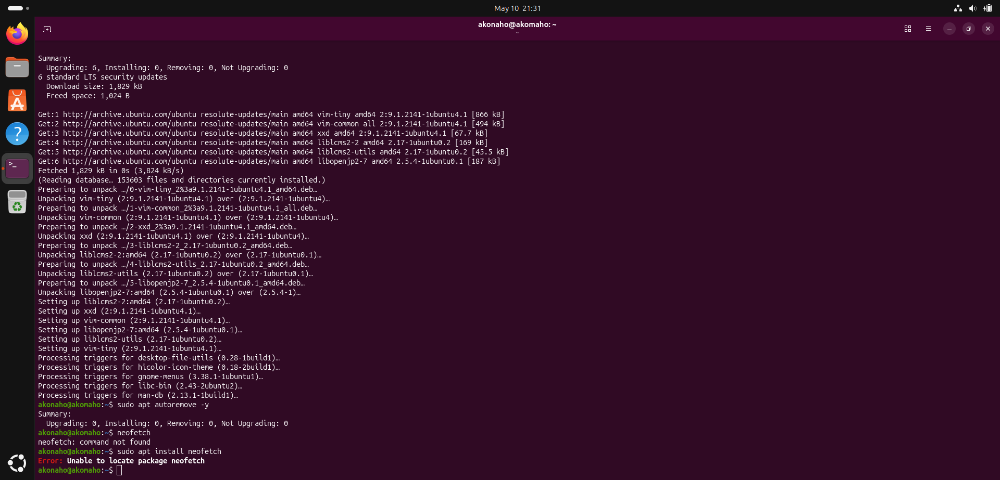 May 10 21:31
akonaho@akomaho: ~
~
Summary:
  Upgrading: 6, Installing: 0, Removing: 0, Not Upgrading: 0
6 standard LTS security updates
  Download size: 1,829 kB
  Freed space: 1,024 B
Get:1 http://archive.ubuntu.com/ubuntu resolute-updates/main amd64 vim-tiny amd64 2:9.1.2141-1ubuntu4.1 [866 kB]
Get:2 http://archive.ubuntu.com/ubuntu resolute-updates/main amd64 vim-common all 2:9.1.2141-1ubuntu4.1 [494 kB]
Get:3 http://archive.ubuntu.com/ubuntu resolute-updates/main amd64 xxd amd64 2:9.1.2141-1ubuntu4.1 [67.7 kB]
Get:4 http://archive.ubuntu.com/ubuntu resolute-updates/main amd64 liblcms2-2 amd64 2.17-1ubuntu0.2 [169 kB]
Get:5 http://archive.ubuntu.com/ubuntu resolute-updates/main amd64 liblcms2-utils amd64 2.17-1ubuntu0.2 [45.5 kB]
Get:6 http://archive.ubuntu.com/ubuntu resolute-updates/main amd64 libopenjp2-7 amd64 2.5.4-1ubuntu0.1 [187 kB]
Fetched 1,829 kB in 0s (3,824 kB/s)
(Reading database… 153603 files and directories currently installed.)
Preparing to unpack …/0-vim-tiny_2%3a9.1.2141-1ubuntu4.1_amd64.deb…
Unpacking vim-tiny (2:9.1.2141-1ubuntu4.1) over (2:9.1.2141-1ubuntu4)…
Preparing to unpack …/1-vim-common_2%3a9.1.2141-1ubuntu4.1_all.deb…
Unpacking vim-common (2:9.1.2141-1ubuntu4.1) over (2:9.1.2141-1ubuntu4)…
Preparing to unpack …/2-xxd_2%3a9.1.2141-1ubuntu4.1_amd64.deb…
Unpacking xxd (2:9.1.2141-1ubuntu4.1) over (2:9.1.2141-1ubuntu4)…
Preparing to unpack …/3-liblcms2-2_2.17-1ubuntu0.2_amd64.deb…
Unpacking liblcms2-2:amd64 (2.17-1ubuntu0.2) over (2.17-1ubuntu0.1)…
Preparing to unpack …/4-liblcms2-utils_2.17-1ubuntu0.2_amd64.deb…
Unpacking liblcms2-utils (2.17-1ubuntu0.2) over (2.17-1ubuntu0.1)…
Preparing to unpack …/5-libopenjp2-7_2.5.4-1ubuntu0.1_amd64.deb…
Unpacking libopenjp2-7:amd64 (2.5.4-1ubuntu0.1) over (2.5.4-1)…
Setting up liblcms2-2:amd64 (2.17-1ubuntu0.2)…
Setting up xxd (2:9.1.2141-1ubuntu4.1)…
Setting up vim-common (2:9.1.2141-1ubuntu4.1)…
Setting up libopenjp2-7:amd64 (2.5.4-1ubuntu0.1)…
Setting up liblcms2-utils (2.17-1ubuntu0.2)…
Setting up vim-tiny (2:9.1.2141-1ubuntu4.1)…
Processing triggers for desktop-file-utils (0.28-1build1)…
Processing triggers for hicolor-icon-theme (0.18-2build1)…
Processing triggers for gnome-menus (3.38.1-1ubuntu1)…
Processing triggers for libc-bin (2.43-2ubuntu2)…
Processing triggers for man-db (2.13.1-1build1)…
akonaho@akomaho:~$ sudo apt autoremove -y
Summary:
  Upgrading: 0, Installing: 0, Removing: 0, Not Upgrading: 0
akonaho@akomaho:~$ neofetch
neofetch: command not found
akonaho@akomaho:~$ sudo apt install neofetch
Error: Unable to locate package neofetch
akonaho@akomaho:~$